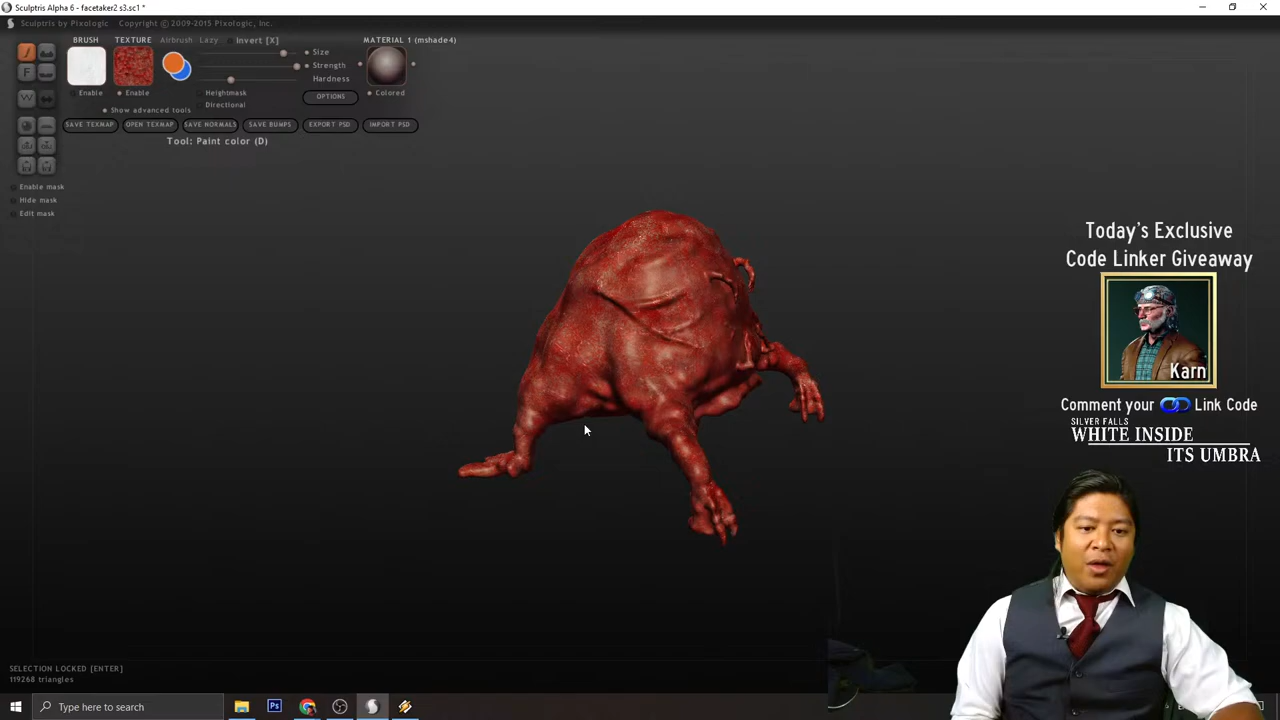 Sculptris Alpha 6 - facetaker2 s3.sc1 *
Sculptris by Pixologic Copyright © 2009-2015 Pixologic, Inc.
BRUSH TEXTURE Airbrush Lazy Invert [X] MATERIAL 1 (mshade4)
Size
Strength
Hardness
Enable Enable Heightmask OPTIONS Colored
Directional
Show advanced tools
SAVE TEXMAP OPEN TEXMAP SAVE NORMALS SAVE BUMPS EXPORT PSD IMPORT PSD
Tool: Paint color (D)
Enable mask
Hide mask
Edit mask
Today's Exclusive
Code Linker Giveaway
Karn
Comment your Link Code
SILVER FALLS
WHITE INSIDE
ITS UMBRA
SELECTION LOCKED [ENTER]
119268 triangles
Type here to search
Ps